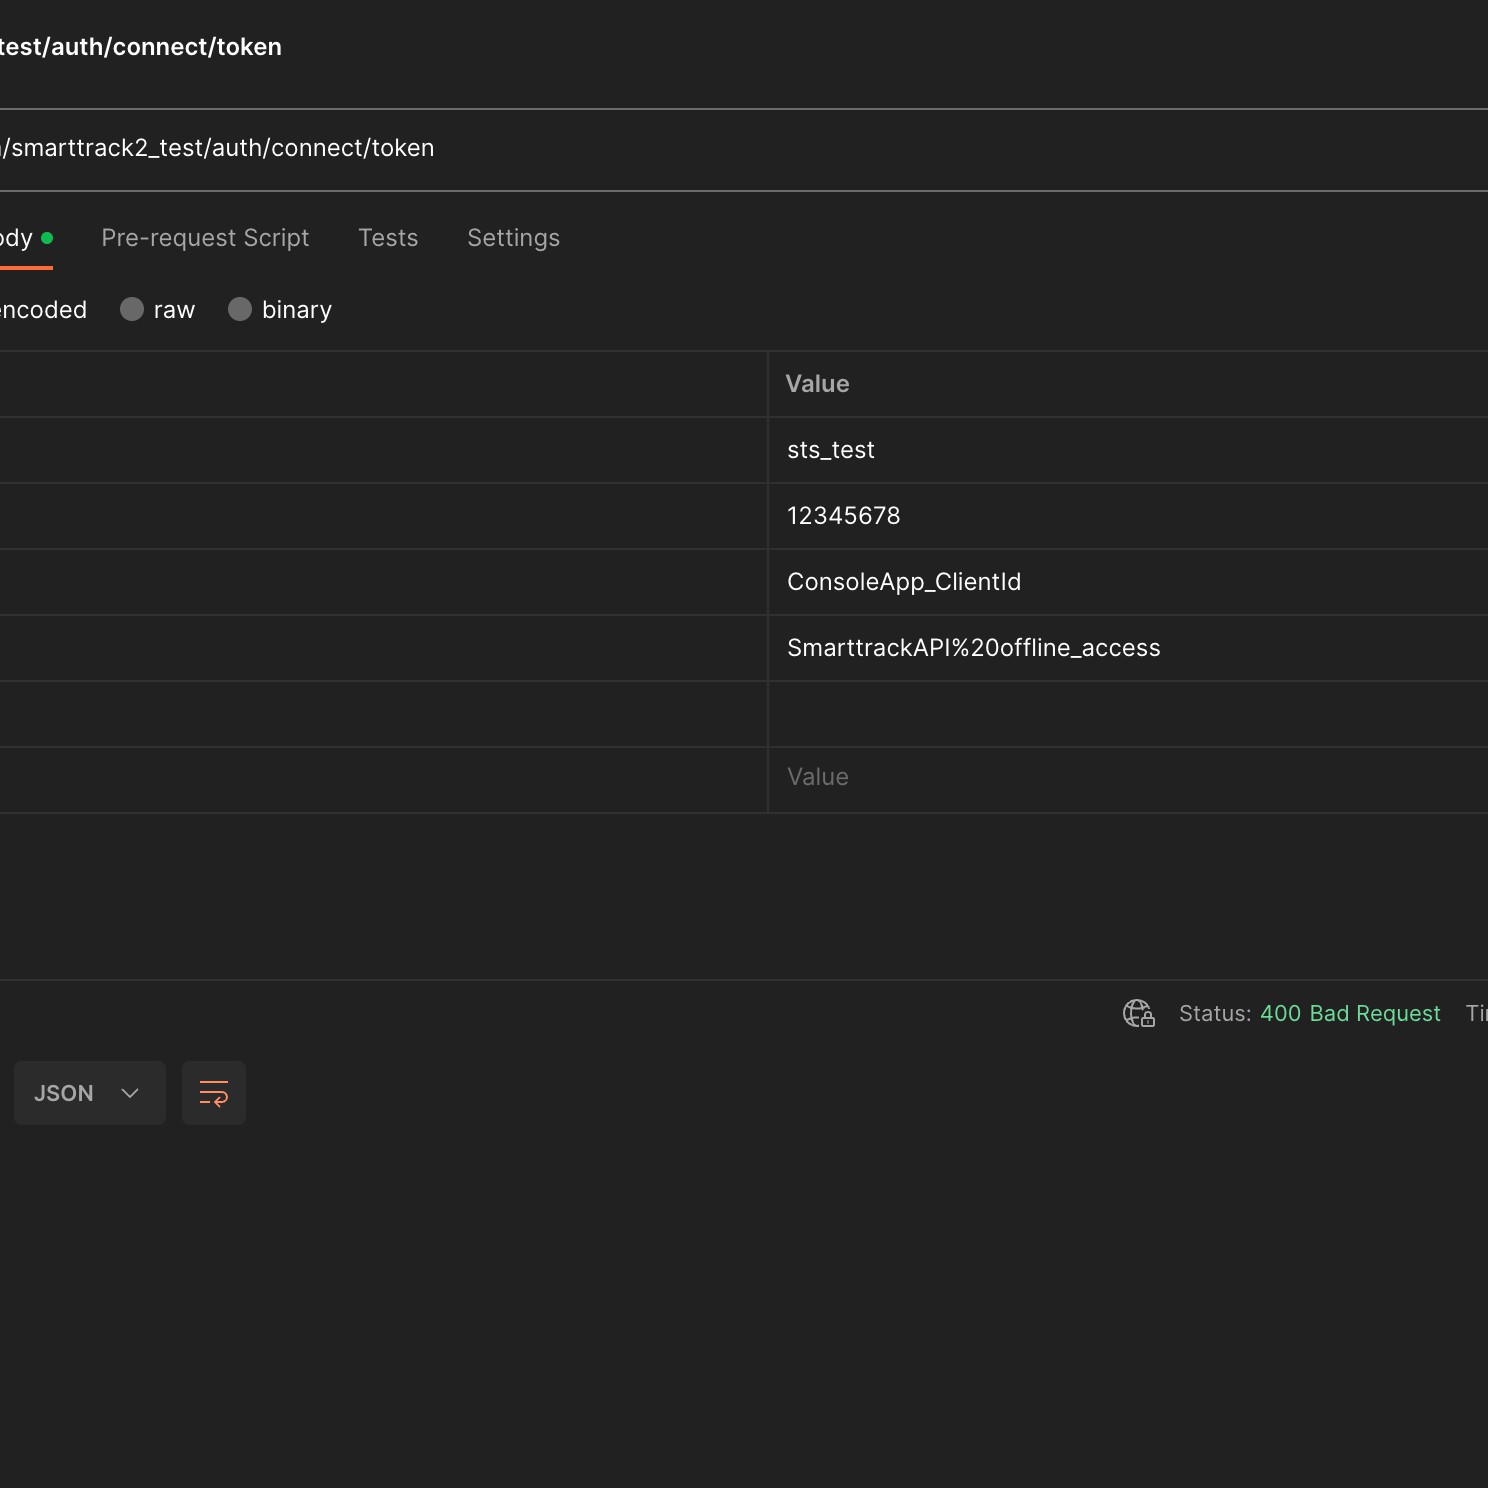 test/auth/connect/token
/smarttrack2_test/auth/connect/token
ody Pre-request Script Tests Settings
encoded raw binary
Value
sts_test
12345678
ConsoleApp_ClientId
SmarttrackAPI%20offline_access
Value
Status: 400 Bad Request Ti
JSON